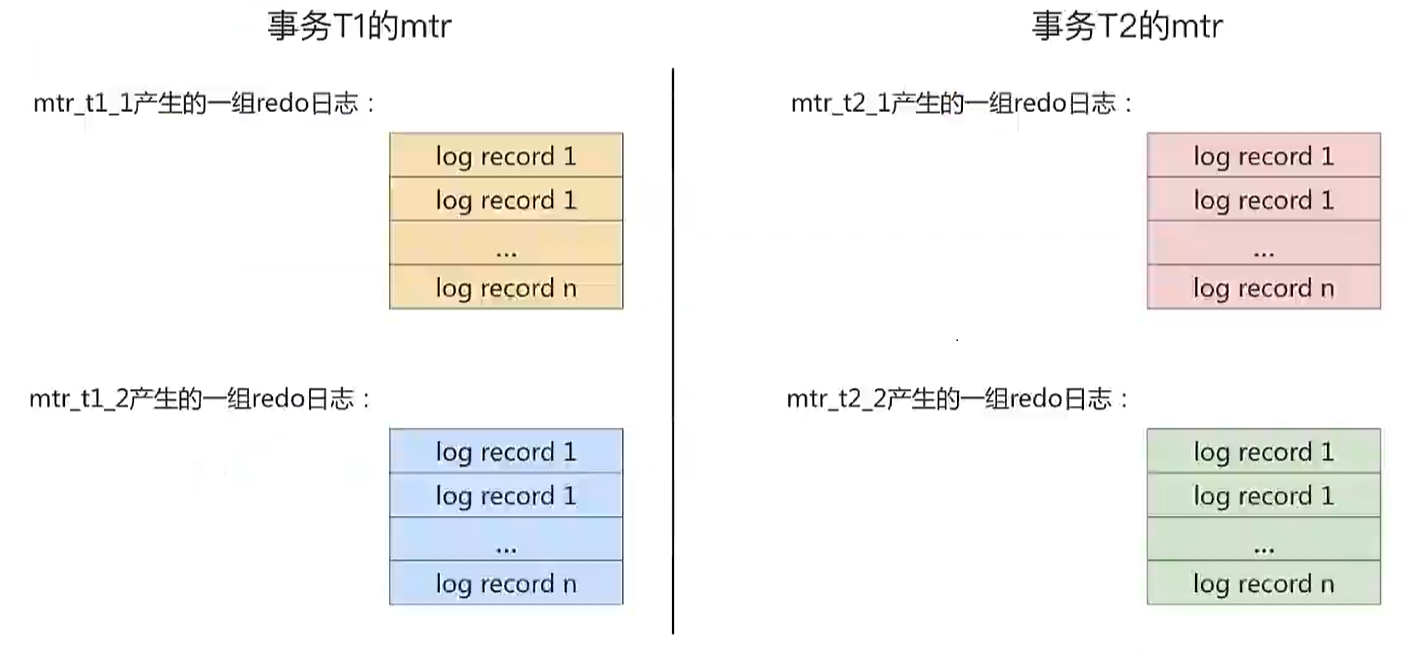 事务T1的mtr
mtr_t1_1产生的一组redo日志：
log record 1
log record 1
...
log record n
mtr_t1_2产生的一组redo日志：
log record 1
log record 1
...
log record n
事务T2的mtr
mtr_t2_1产生的一组redo日志：
log record 1
log record 1
...
log record n
mtr_t2_2产生的一组redo日志：
log record 1
log record 1
...
log record n